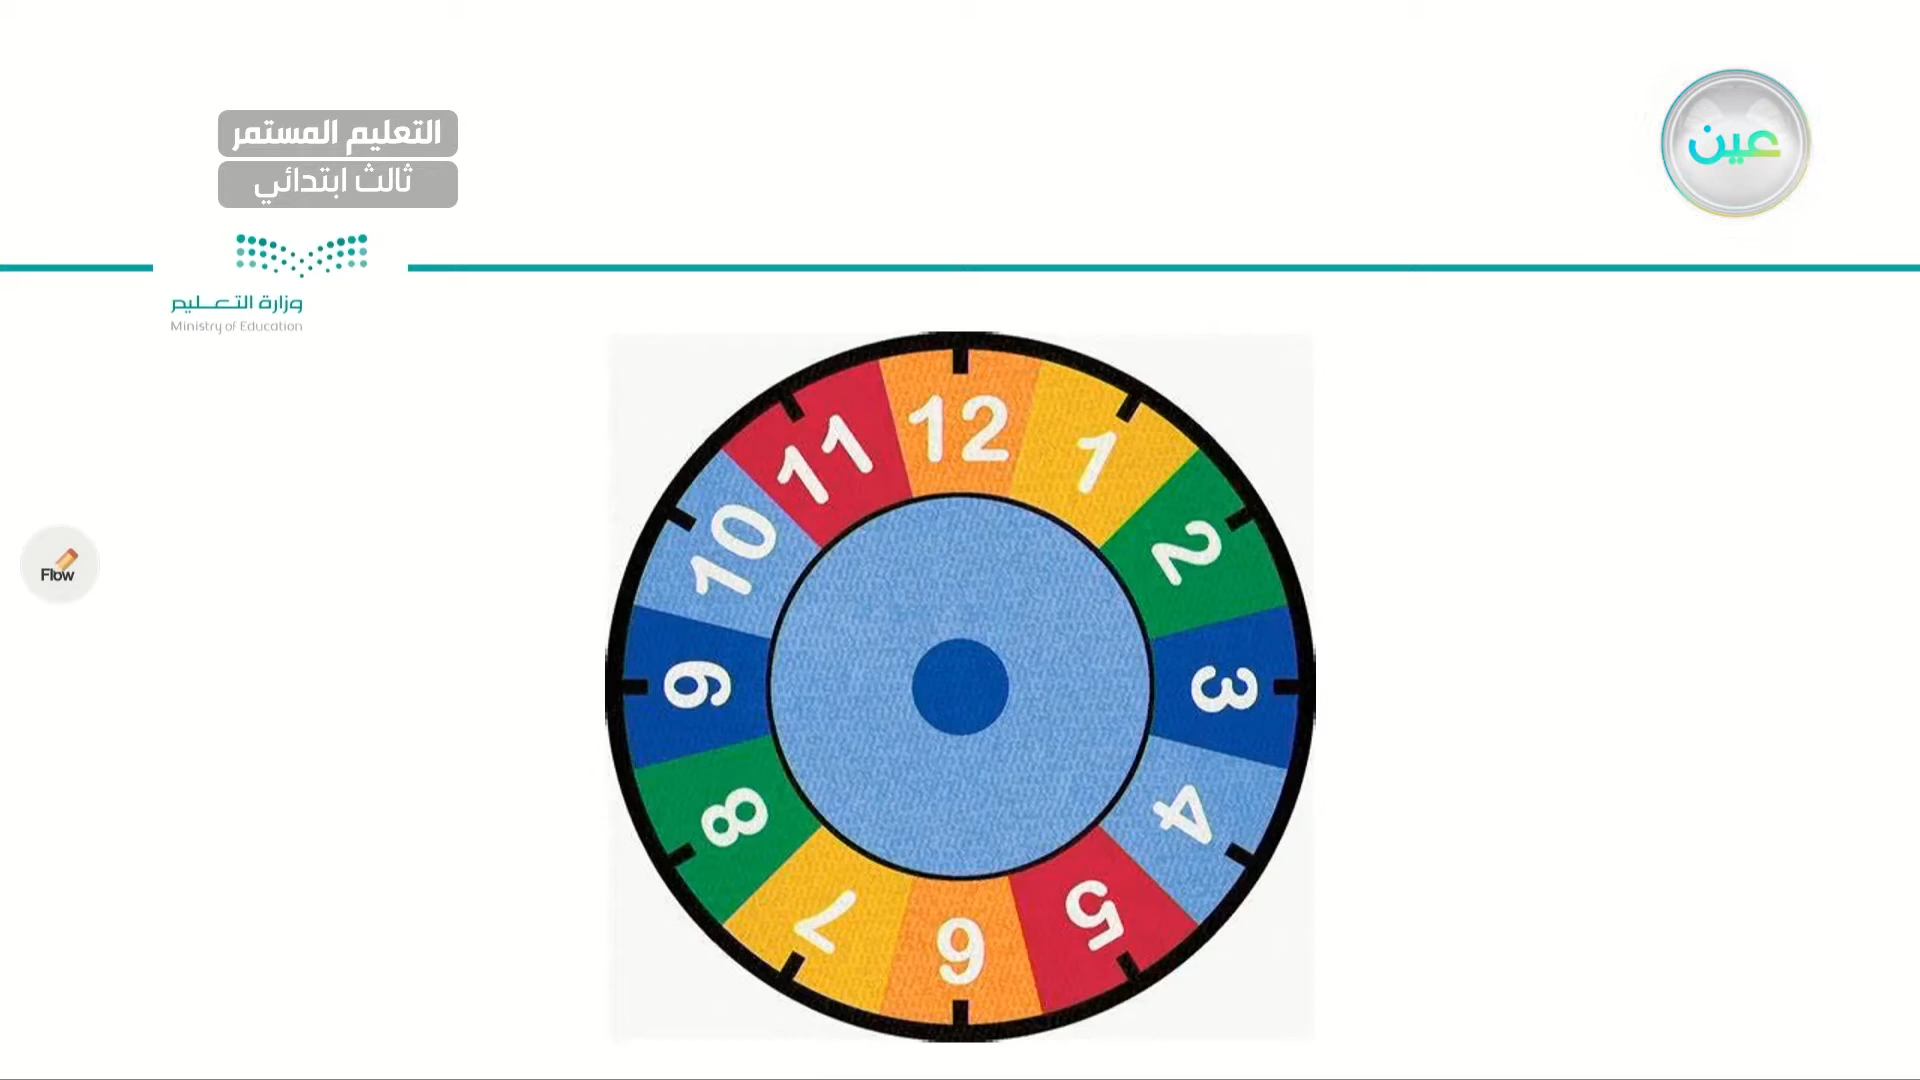 التعليم المستمر
ثالث ابتدائي
عين
وزارة التعليم
Ministry of Education
Flow
12
1
2
3
4
5
6
7
8
9
10
11